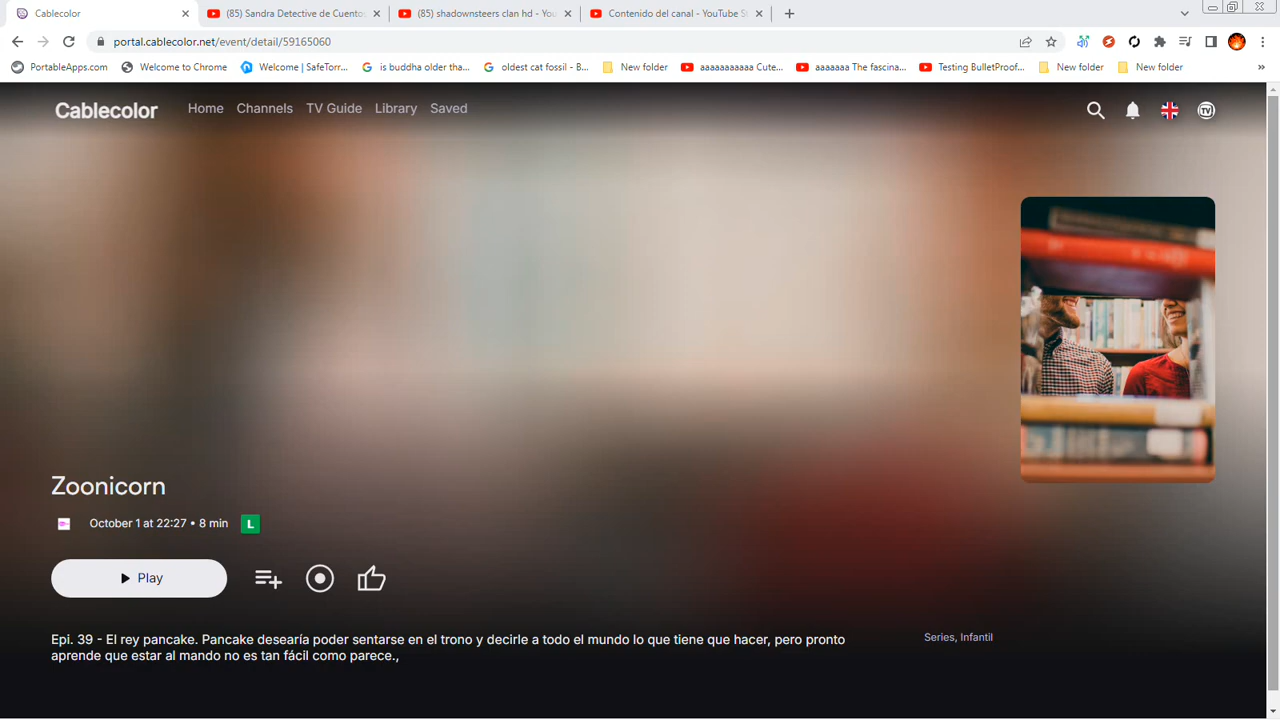 Cablecolor
(85) Sandra Detective de Cuentos
(85) shadownsteers clan hd - You
Contenido del canal - YouTube S
portal.cablecolor.net/event/detail/59165060
PortableApps.com
Welcome to Chrome
Welcome | SafeTorr...
is buddha older tha...
oldest cat fossil - B...
New folder
aaaaaaaaaaa Cute...
aaaaaaa The fascina...
Testing BulletProof...
New folder
New folder
»
Cablecolor
Home
Channels
TV Guide
Library
Saved
TV
Zoonicorn
October 1 at 22:27 • 8 min
L
Play
Epi. 39 - El rey pancake. Pancake desearía poder sentarse en el trono y decirle a todo el mundo lo que tiene que hacer, pero pronto
aprende que estar al mando no es tan fácil como parece.,
Series, Infantil